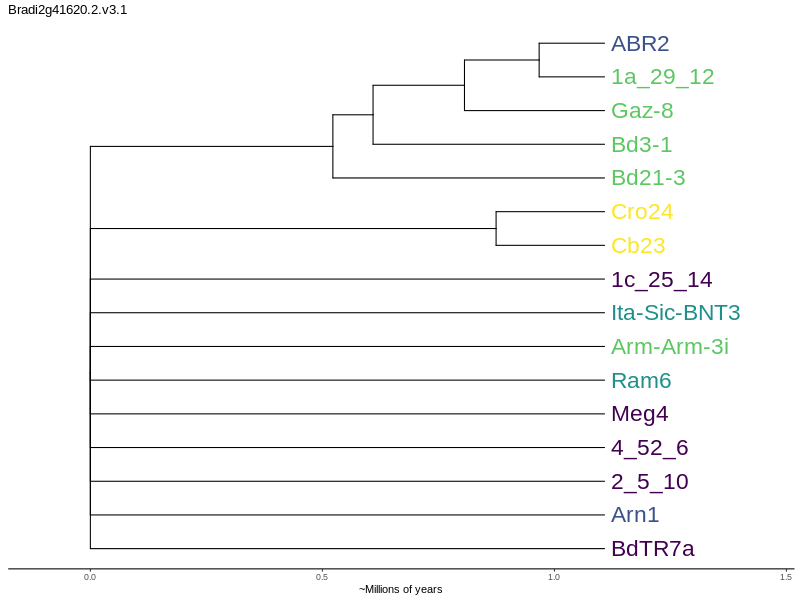 Bradi2g41620.2.v3.1
ABR2
1a_29_12
Gaz-8
Bd3-1
Bd21-3
Cro24
Cb23
1c_25_14
Ita-Sic-BNT3
Arm-Arm-3i
Ram6
Meg4
4_52_6
2_5_10
Arn1
BdTR7a
0.0 0.5 1.0 1.5
~Millions of years